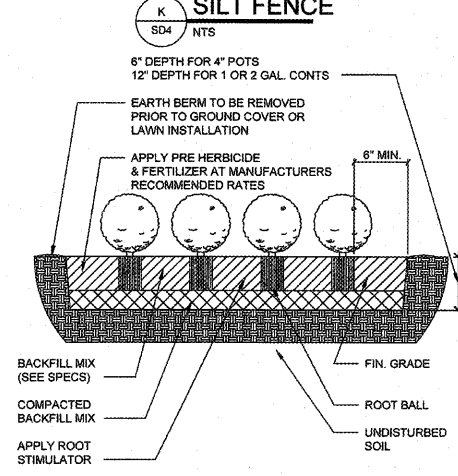 K
SD4
SILT FENCE
NTS
6" DEPTH FOR 4" POTS
12" DEPTH FOR 1 OR 2 GAL. CONTS
EARTH BERM TO BE REMOVED
PRIOR TO GROUND COVER OR
LAWN INSTALLATION
6" MIN.
APPLY PRE HERBICIDE
& FERTILIZER AT MANUFACTURERS
RECOMMENDED RATES
BACKFILL MIX
(SEE SPECS)
FIN. GRADE
COMPACTED
BACKFILL MIX
ROOT BALL
APPLY ROOT
STIMULATOR
UNDISTURBED
SOIL